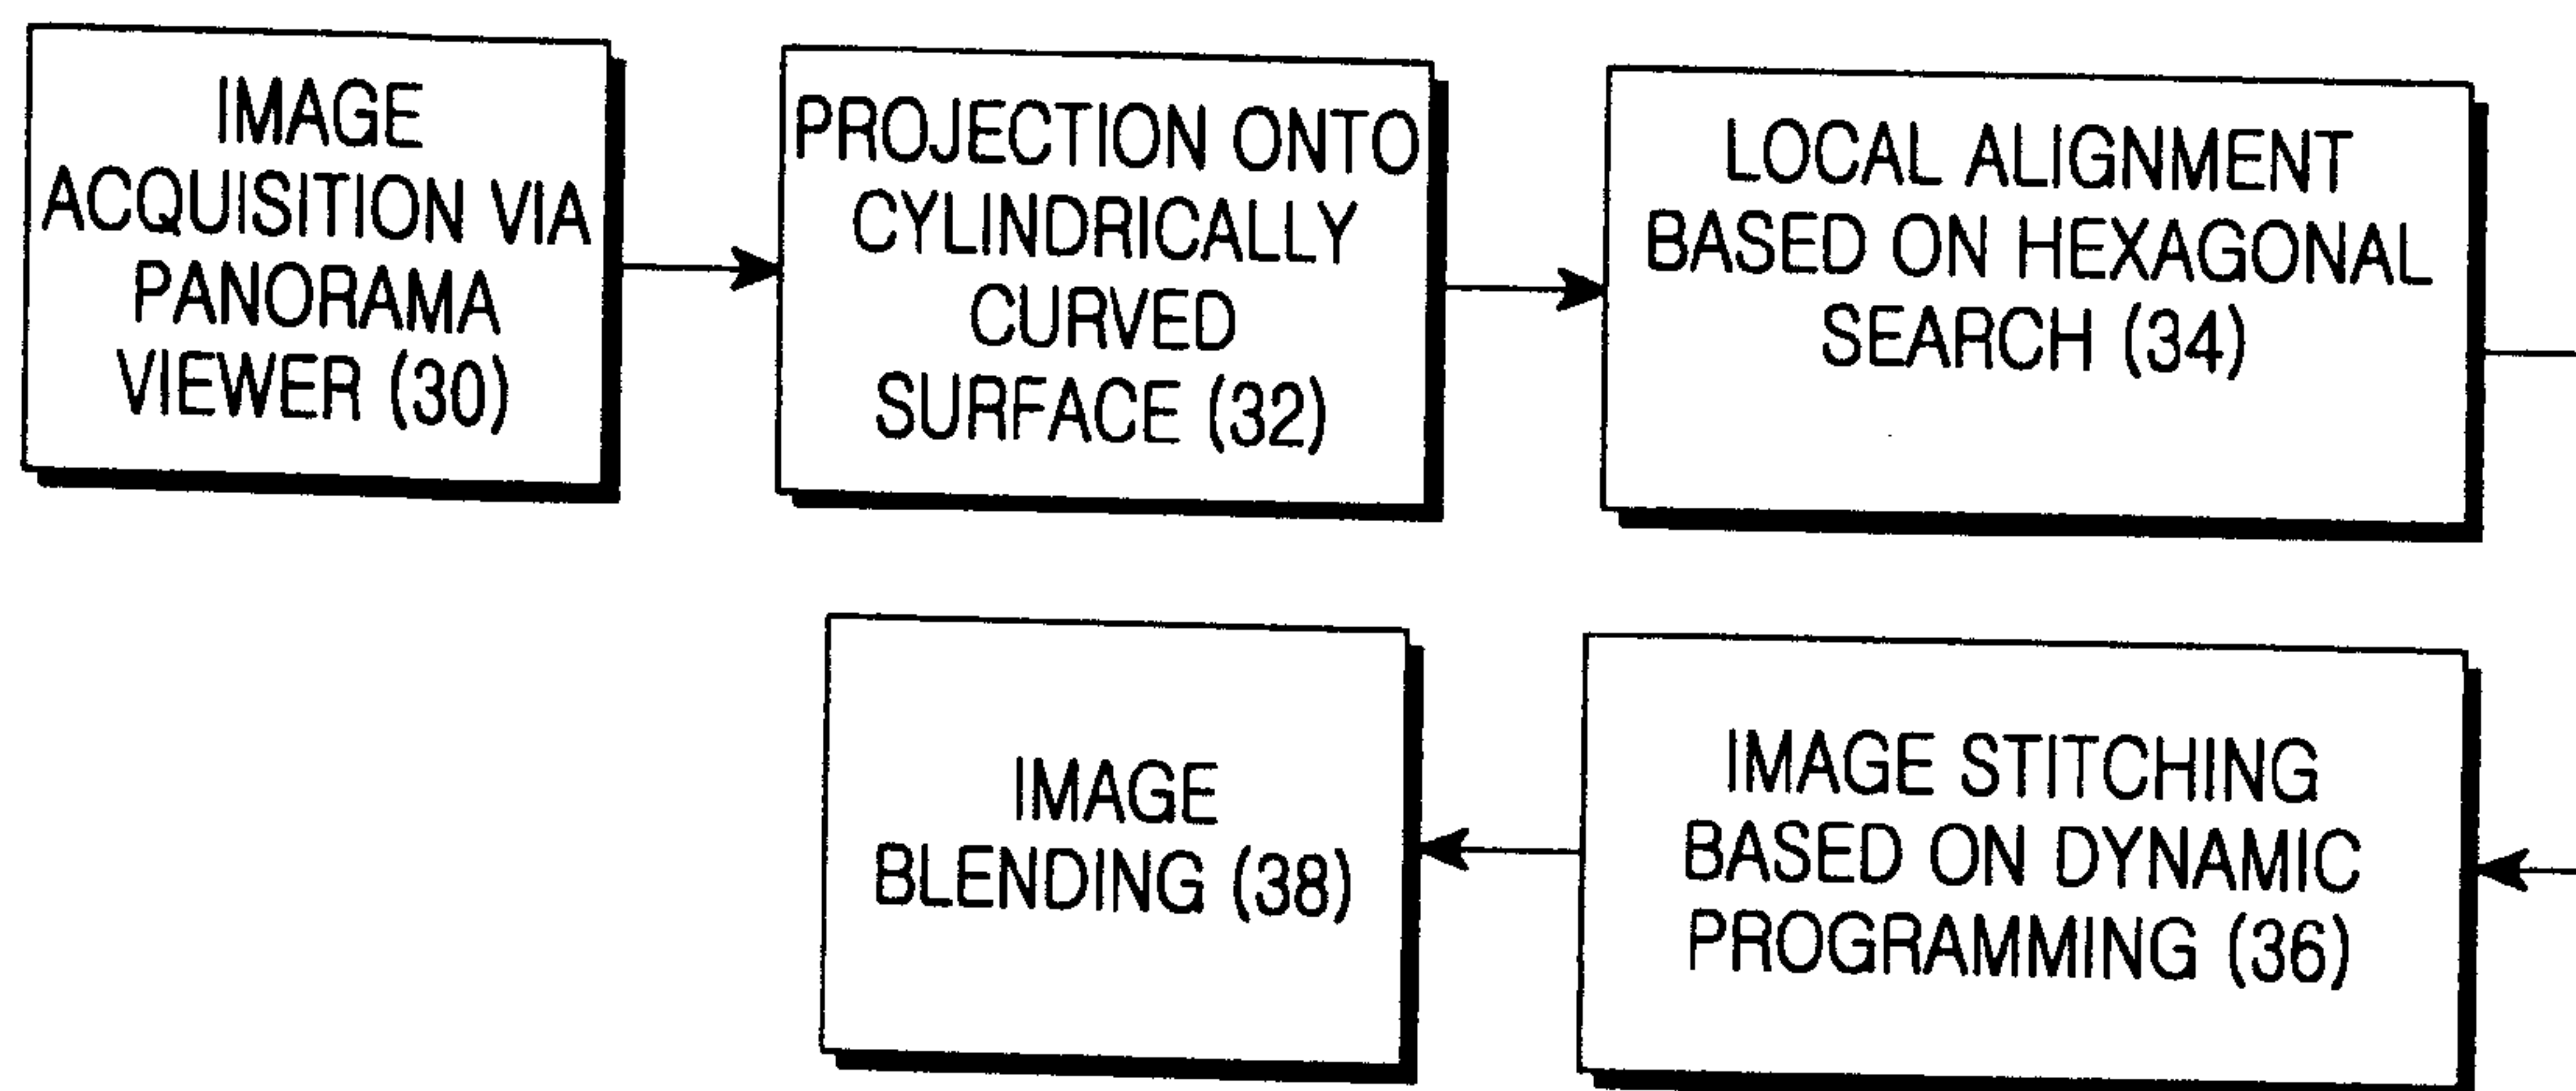 IMAGE
ACQUISITION VIA
PANORAMA
VIEWER (30)
PROJECTION ONTO
CYLINDRICALLY
CURVED
SURFACE (32)
LOCAL ALIGNMENT
BASED ON HEXAGONAL
SEARCH (34)
IMAGE STITCHING
BASED ON DYNAMIC
PROGRAMMING (36)
IMAGE
BLENDING (38)